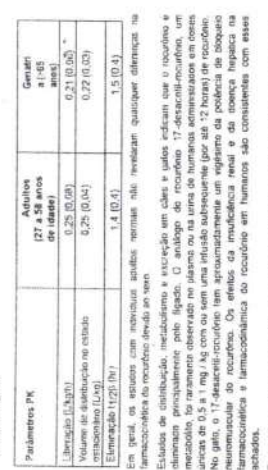 Parâmetros PK
Adultos
(27 a 58 anos
de idade)
Geriatri
a (>65
anos)
Liberação (L/kg/h)
0,25 (0,08)
0,21 (0,06) *
Volume de distribuição no estado
estacionário (L/kg)
0,25 (0,04)
0,22 (0,03)
Eliminação t1/2β (hr)
1,4 (0,4)
1,5 (0,4)
Em geral, os estudos com indivíduos adultos normais não revelaram quaisquer diferenças na
farmacocinética do rocurônio devido ao sexo.
Estudos de distribuição, metabolismo e excreção em cães e gatos indicam que o rocurônio é
eliminado principalmente pelo fígado. O análogo do rocurônio 17-desacetil-rocurônio, um
metabólito, foi raramente observado no plasma ou na urina de humanos administrados em doses
únicas de 0,5 a 1 mg / kg com ou sem uma infusão subsequente (por até 12 horas) de rocurônio.
No gato, o 17-desacetil-rocurônio tem aproximadamente um vigésimo da potência de bloqueio
neuromuscular do rocurônio. Os efeitos da insuficiência renal e da doença hepática na
farmacocinética e farmacodinâmica do rocurônio em humanos são consistentes com esses
achados.